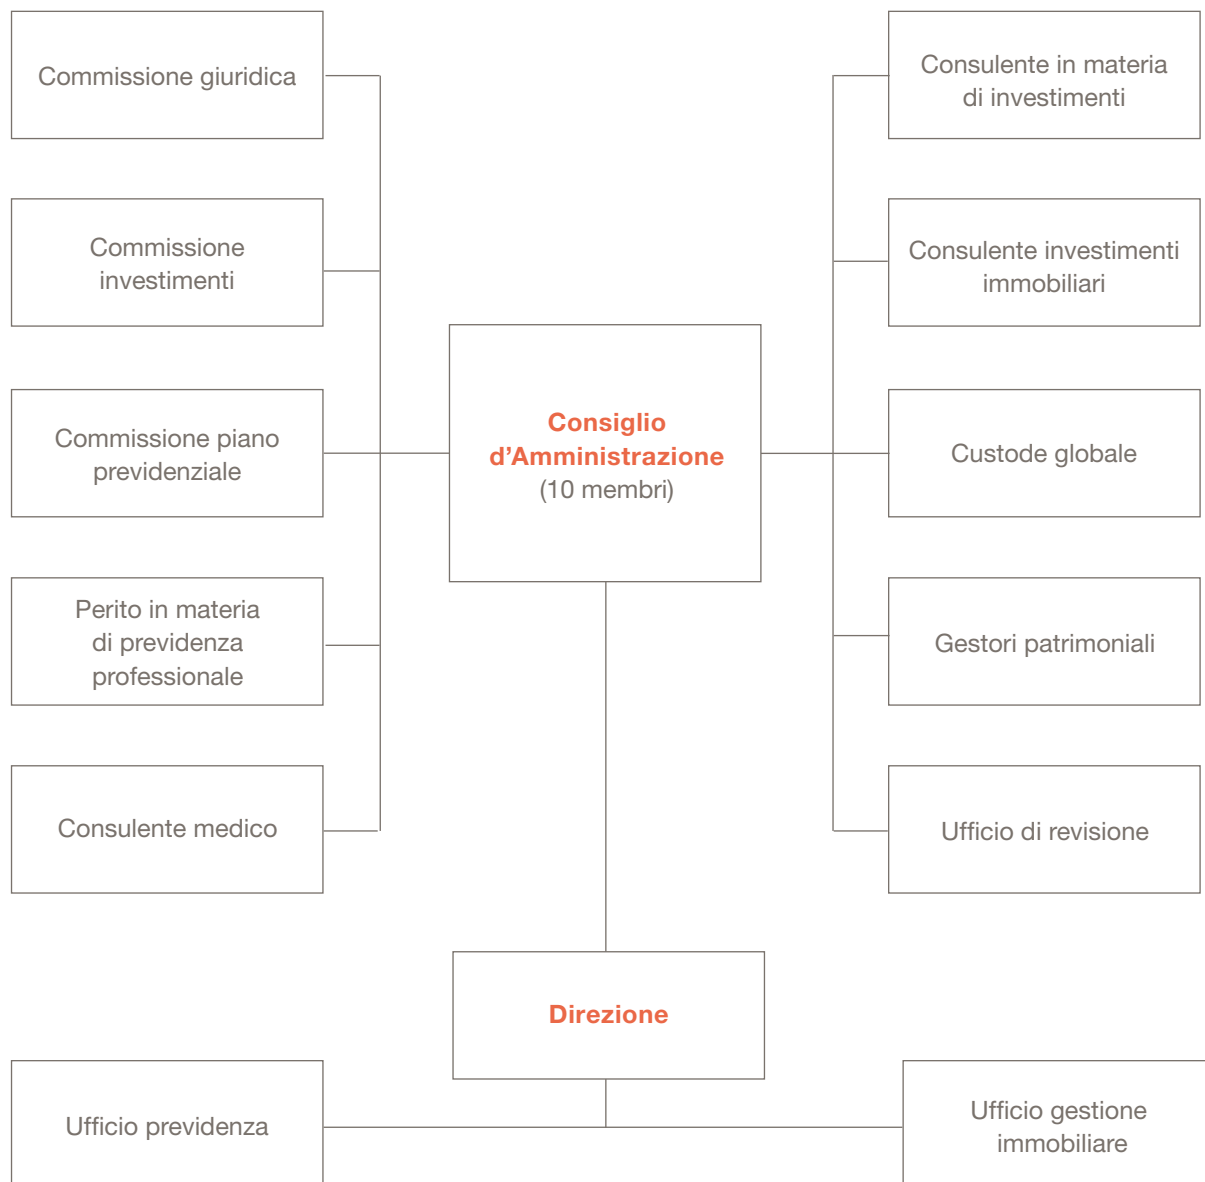 Commissione giuridica
Commissione
investimenti
Commissione piano
previdenziale
Perito in materia
di previdenza
professionale
Consulente medico
Consiglio
d'Amministrazione
(10 membri)
Consulente in materia
di investimenti
Consulente investimenti
immobiliari
Custode globale
Gestori patrimoniali
Ufficio di revisione
Direzione
Ufficio previdenza
Ufficio gestione
immobiliare